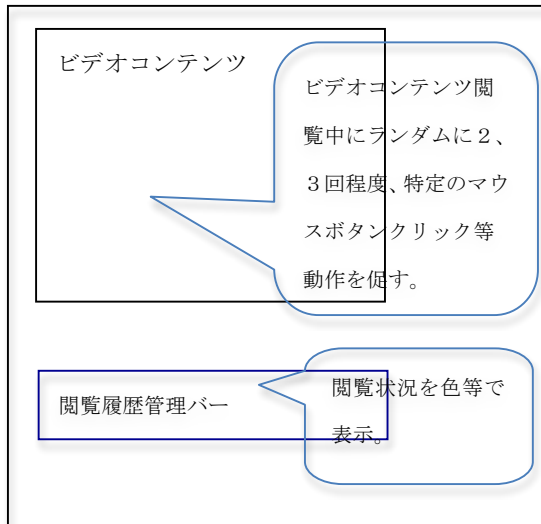 ビデオコンテンツ
ビデオコンテンツ閲
覧中にランダムに２、
３回程度、特定のマウ
スボタンクリック等
動作を促す。
閲覧履歴管理バー
閲覧状況を色等で
表示。